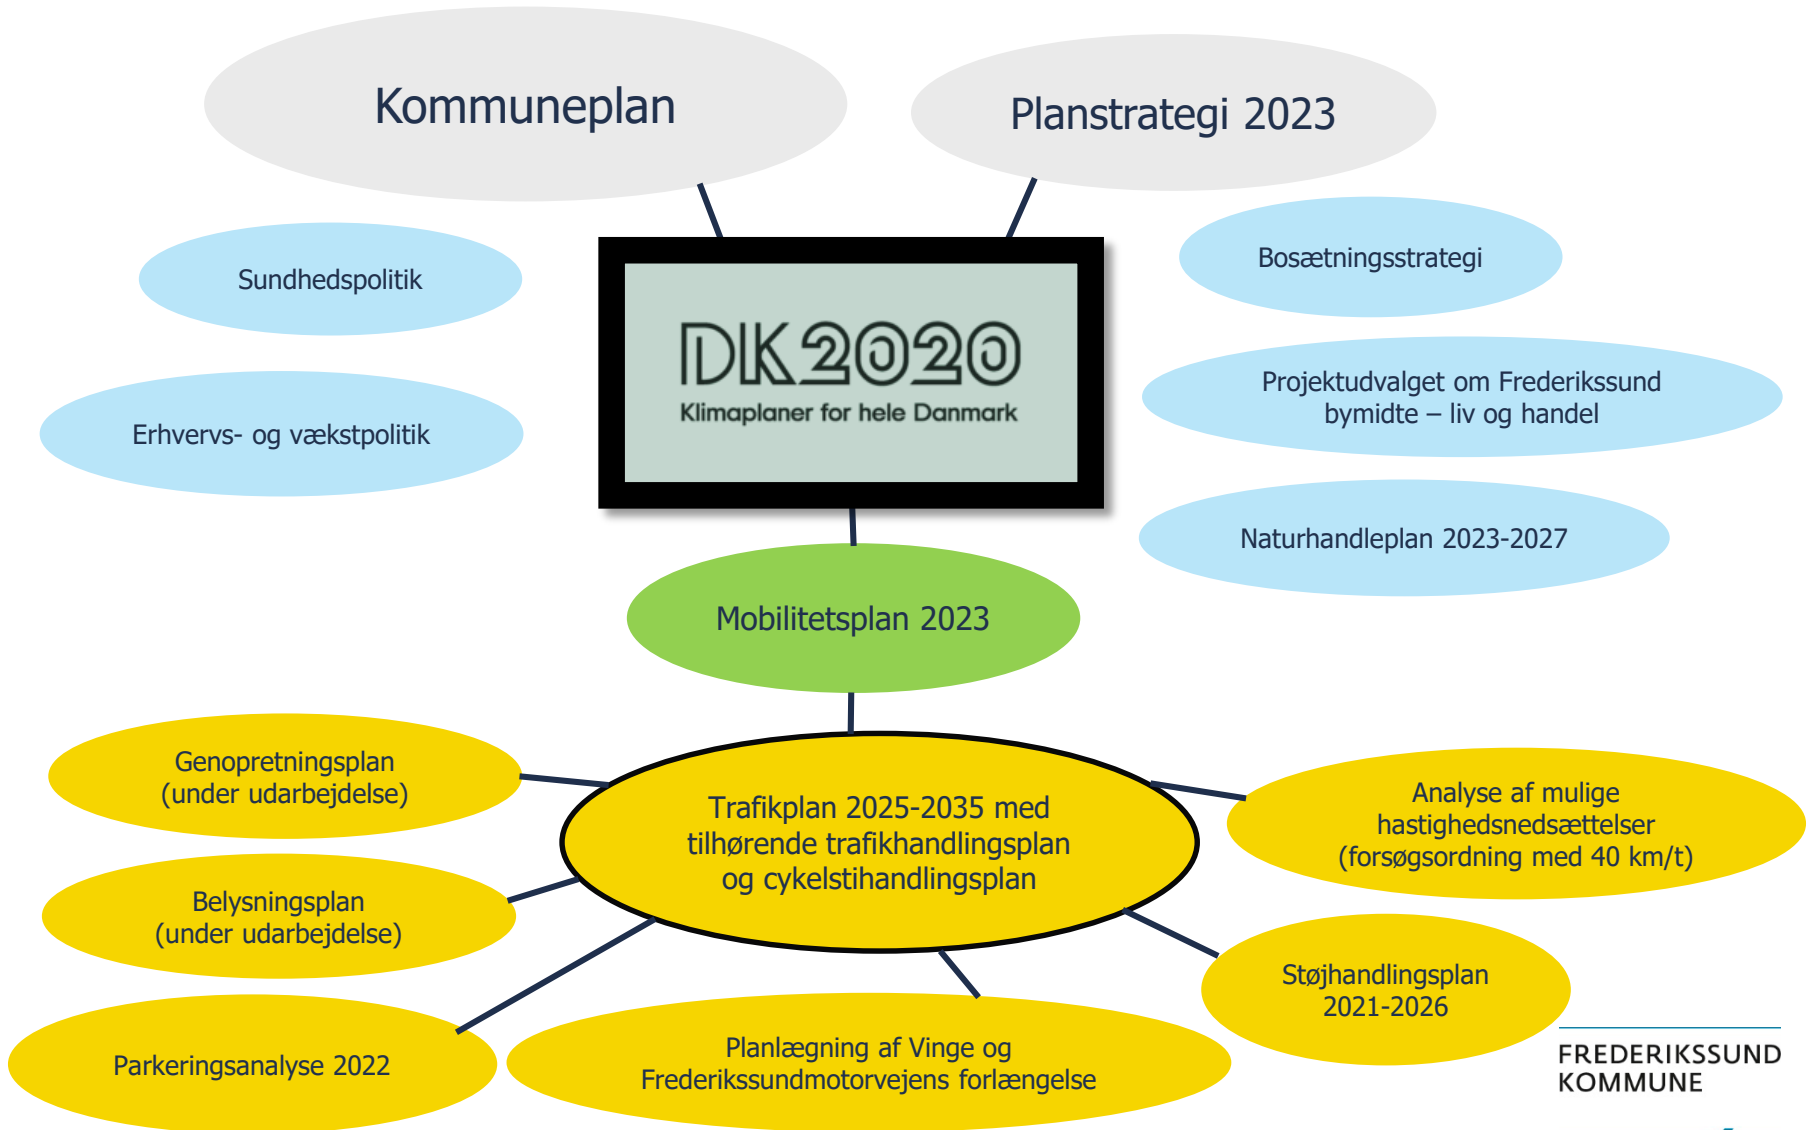 Kommuneplan
Planstrategi 2023
Sundhedspolitik
Bosætningsstrategi
DK2020
Klimaplaner for hele Danmark
Projektudvalget om Frederikssund
bymidte – liv og handel
Erhvervs- og vækstpolitik
Naturhandleplan 2023-2027
Mobilitetsplan 2023
Genopretningsplan
(under udarbejdelse)
Trafikplan 2025-2035 med
tilhørende trafikhandlingsplan
og cykelstihandlingsplan
Analyse af mulige
hastighedsnedsættelser
(forsøgsordning med 40 km/t)
Belysningsplan
(under udarbejdelse)
Støjhandlingsplan
2021-2026
Parkeringsanalyse 2022
Planlægning af Vinge og
Frederikssundmotorvejens forlængelse
FREDERIKSSUND
KOMMUNE